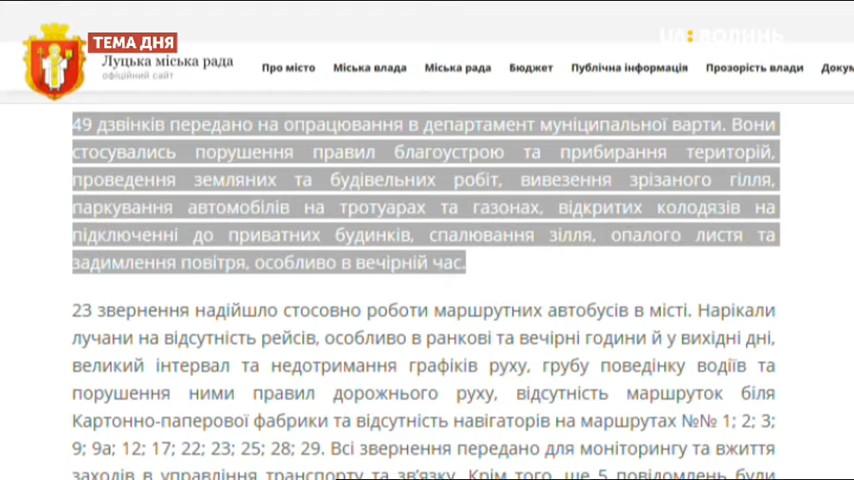 ТЕМА ДНЯ
UA:ВОЛИНЬ
Луцька міська рада
офіційний сайт
Про місто Міська влада Міська рада Бюджет Публічна інформація Прозорість влади Докум
49 дзвінків передано на опрацювання в департамент муніципальної варти. Вони
стосувались порушення правил благоустрою та прибирання територій,
проведення земляних та будівельних робіт, вивезення зрізаного гілля,
паркування автомобілів на тротуарах та газонах, відкритих колодязів на
підключенні до приватних будинків, спалювання зілля, опалого листя та
задимлення повітря, особливо в вечірній час.
23 звернення надійшло стосовно роботи маршрутних автобусів в місті. Нарікали
лучани на відсутність рейсів, особливо в ранкові та вечірні години й у вихідні дні,
великий інтервал та недотримання графіків руху, грубу поведінку водіїв та
порушення ними правил дорожнього руху, відсутність маршруток біля
Картонно-паперової фабрики та відсутність навігаторів на маршрутах №№ 1; 2; 3;
9; 9а; 12; 17; 22; 23; 25; 28; 29. Всі звернення передано для моніторингу та вжиття
заходів в управління транспорту та зв’язку. Крім того, ще 5 повідомлень були